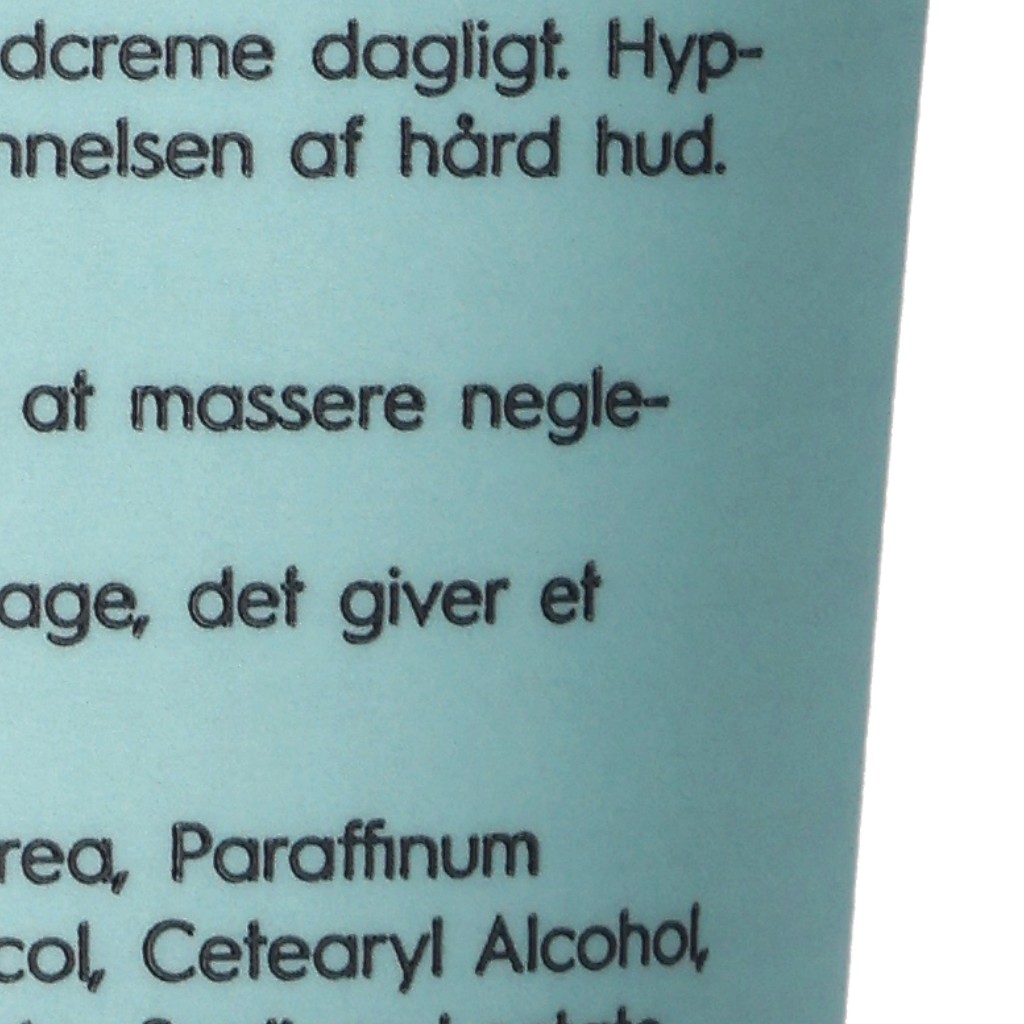 dcreme dagligt. Hyp-
nnelsen af hård hud.
at massere negle-
age, det giver et
rea, Paraffinum
col, Cetearyl Alcohol,